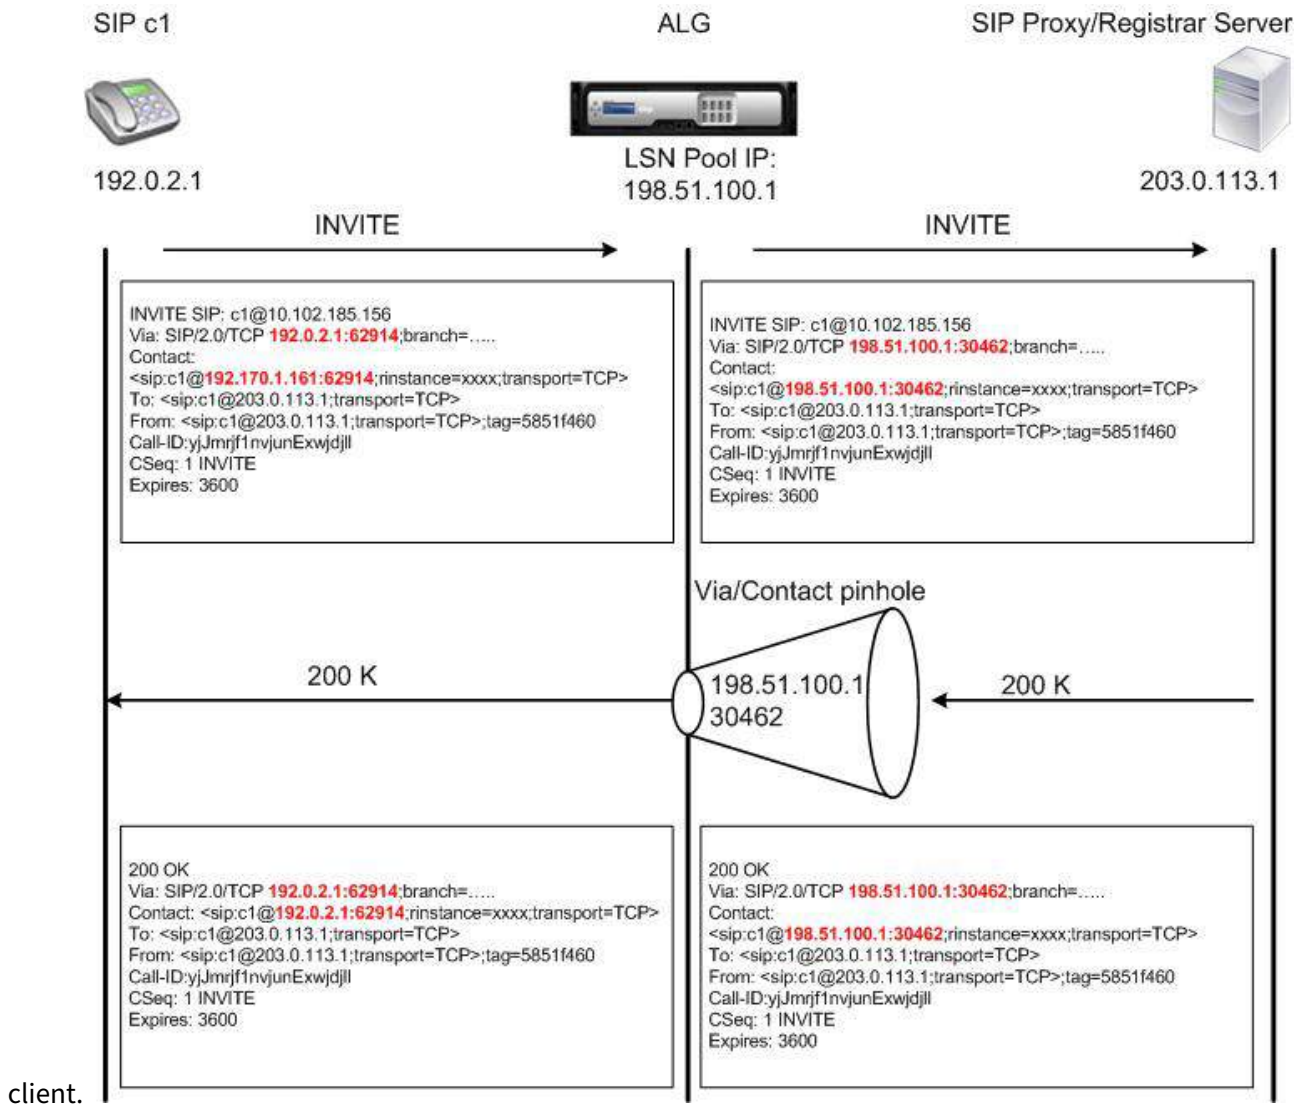 SIP c1
ALG
SIP Proxy/Registrar Server
192.0.2.1
LSN Pool IP:
198.51.100.1
203.0.113.1
INVITE
INVITE
INVITE SIP: c1@10.102.185.156
Via: SIP/2.0/TCP 192.0.2.1:62914;branch=.....
Contact:
<sip:c1@192.170.1.161:62914;rinstance=xxxx;transport=TCP>
To: <sip:c1@203.0.113.1;transport=TCP>
From: <sip:c1@203.0.113.1;transport=TCP>;tag=5851f460
Call-ID:yjJmrjf1nvjunExwjdjll
CSeq: 1 INVITE
Expires: 3600
INVITE SIP: c1@10.102.185.156
Via: SIP/2.0/TCP 198.51.100.1:30462;branch=.....
Contact:
<sip:c1@198.51.100.1:30462;rinstance=xxxx;transport=TCP>
To: <sip:c1@203.0.113.1;transport=TCP>
From: <sip:c1@203.0.113.1;transport=TCP>;tag=5851f460
Call-ID:yjJmrjf1nvjunExwjdjll
CSeq: 1 INVITE
Expires: 3600
Via/Contact pinhole
200 K
198.51.100.1
30462
200 K
200 OK
Via: SIP/2.0/TCP 192.0.2.1:62914;branch=.....
Contact: <sip:c1@192.0.2.1:62914;rinstance=xxxx;transport=TCP>
To: <sip:c1@203.0.113.1;transport=TCP>
From: <sip:c1@203.0.113.1;transport=TCP>;tag=5851f460
Call-ID:yjJmrjf1nvjunExwjdjll
CSeq: 1 INVITE
Expires: 3600
200 OK
Via: SIP/2.0/TCP 198.51.100.1:30462;branch=.....
Contact:
<sip:c1@198.51.100.1:30462;rinstance=xxxx;transport=TCP>
To: <sip:c1@203.0.113.1;transport=TCP>
From: <sip:c1@203.0.113.1;transport=TCP>;tag=5851f460
Call-ID:yjJmrjf1nvjunExwjdjll
CSeq: 1 INVITE
Expires: 3600
client.